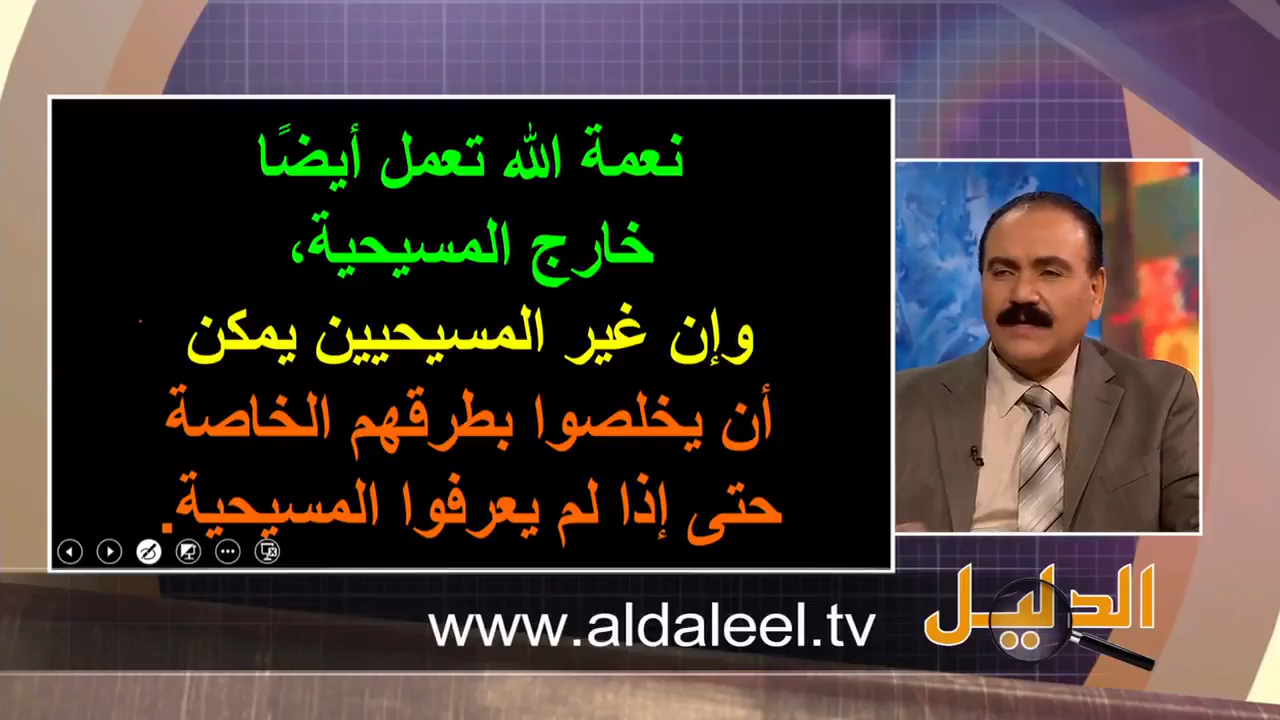 نعمة الله تعمل أيضًا
خارج المسيحية،
وإن غير المسيحيين يمكن
أن يخلصوا بطرقهم الخاصة
حتى إذا لم يعرفوا المسيحية.
www.aldaleel.tv
الدليل